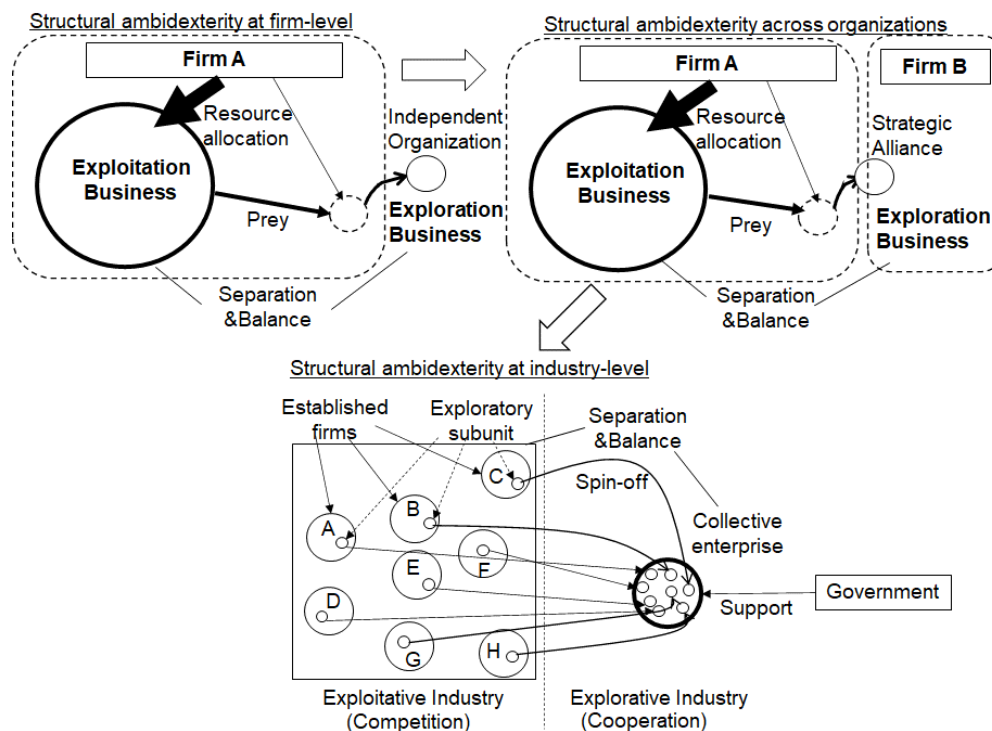 Structural ambidexterity at firm-level
Firm A
Resource
allocation
Exploitation
Business
Prey
Independent
Organization
Exploration
Business
Separation
&Balance
Structural ambidexterity across organizations
Firm A
Firm B
Resource
allocation
Exploitation
Business
Prey
Strategic
Alliance
Exploration
Business
Separation
&Balance
Structural ambidexterity at industry-level
Established
firms
Exploratory
subunit
Separation
&Balance
C
Spin-off
B
A
Collective
enterprise
F
E
D
Support
Government
G
H
Exploitative Industry
(Competition)
Explorative Industry
(Cooperation)